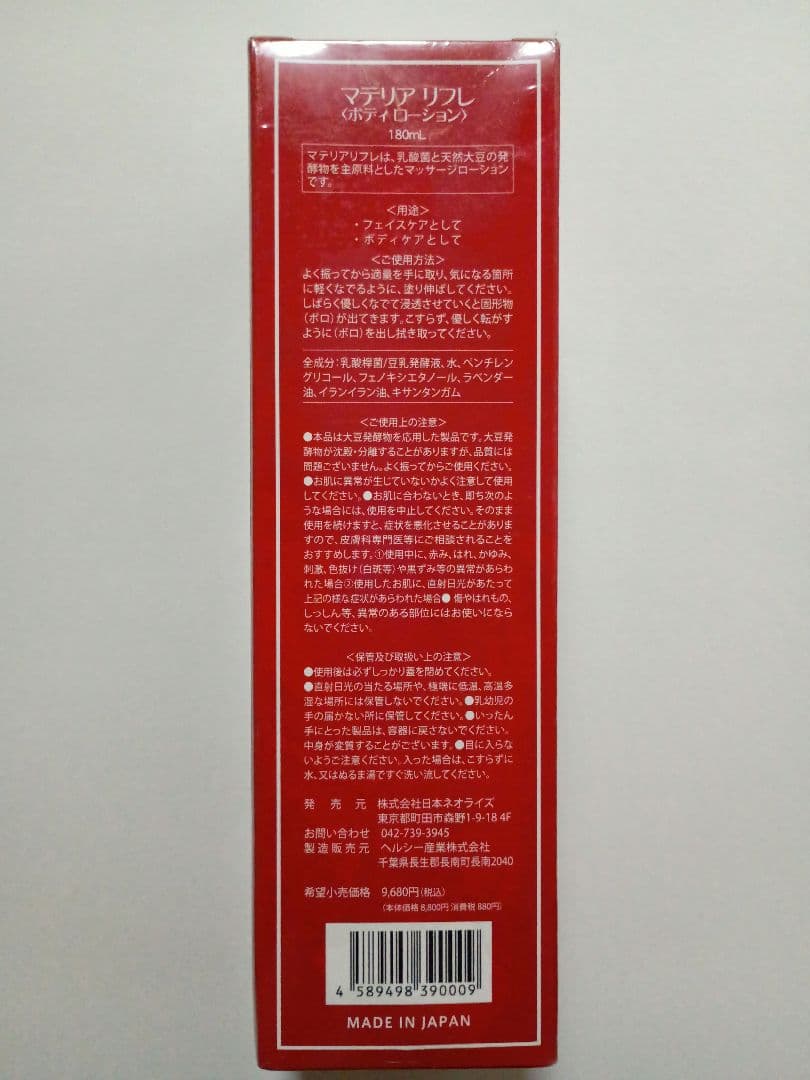 マテリア リフレ
〈ボディローション〉
180mL
マテリアリフレは、乳酸菌と天然大豆の発
酵物を主原料としたマッサージローション
です。
＜用途＞
・フェイスケアとして
・ボディケアとして
＜ご使用方法＞
よく振ってから適量を手に取り、気になる箇所
に軽くなでるように、塗り伸ばしてください。
しばらく優しくなでて浸透させていくと固形物
(ボロ)が出てきます。こすらず、優しく転がす
ように(ボロ)を出し拭き取ってください。
全成分：乳酸桿菌/豆乳発酵液、水、ペンチレン
グリコール、フェノキシエタノール、ラベンダー
油、イランイラン油、キサンタンガム
＜ご使用上の注意＞
●本品は大豆発酵物を応用した製品です。大豆発
酵物が沈殿・分離することがありますが、品質には
問題ございません。よく振ってからご使用ください。
●お肌に異常が生じていないかよく注意して使用
してください。●お肌に合わないとき、即ち次のよ
うな場合には、使用を中止してください。そのまま
使用を続けますと、症状を悪化させることがありま
すので、皮膚科専門医等にご相談されることを
おすすめします。①使用中に、赤み、はれ、かゆみ、
刺激、色抜け(白斑等)や黒ずみ等の異常があらわ
れた場合②使用したお肌に、直射日光があたって
上記の様な症状があらわれた場合●傷やはれもの、
しっしん等、異常のある部位にはお使いになら
ないでください。
＜保管及び取扱い上の注意＞
●使用後は必ずしっかり蓋を閉めてください。
●直射日光の当たる場所や、極端に低温、高温多
湿な場所には保管しないでください。●乳幼児の
手の届かない所に保管してください。●いったん
手にとった製品は、容器に戻さないでください。
中身が変質することがございます。●目に入らな
いようご注意ください。入った場合は、こすらずに
水、又はぬるま湯ですぐ洗い流してください。
発売元 株式会社日本ネオライズ
東京都町田市森野1-9-18 4F
お問い合わせ 042-739-3945
製造販売元 ヘルシー産業株式会社
千葉県長生郡長南町長南2040
希望小売価格 9,680円(税込)
(本体価格 8,800円 消費税 880円)
4 589498 390009
MADE IN JAPAN